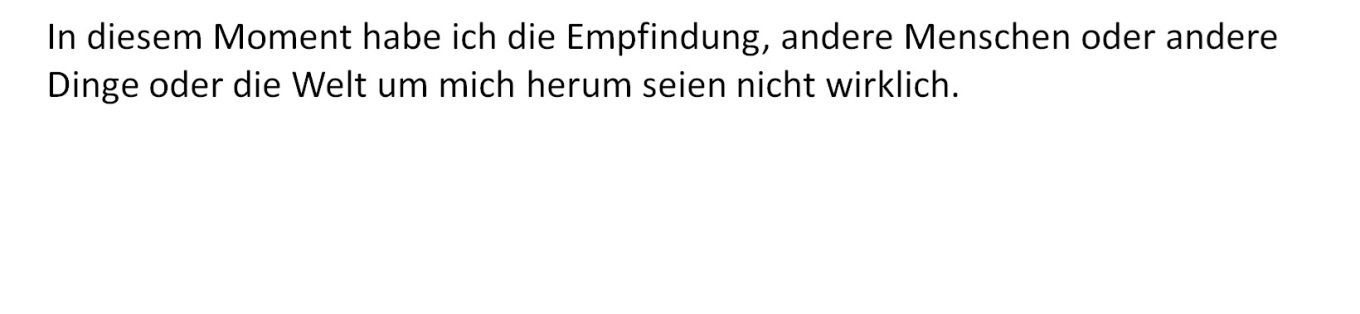 In diesem Moment habe ich die Empfindung, andere Menschen oder andere
Dinge oder die Welt um mich herum seien nicht wirklich.